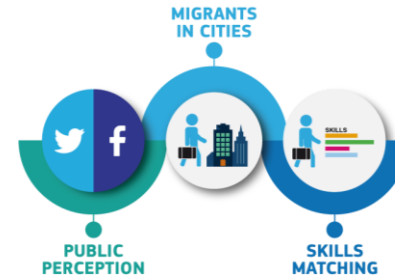 MIGRANTS
IN CITIES
f
SKILLS
PUBLIC
PERCEPTION
SKILLS
MATCHING